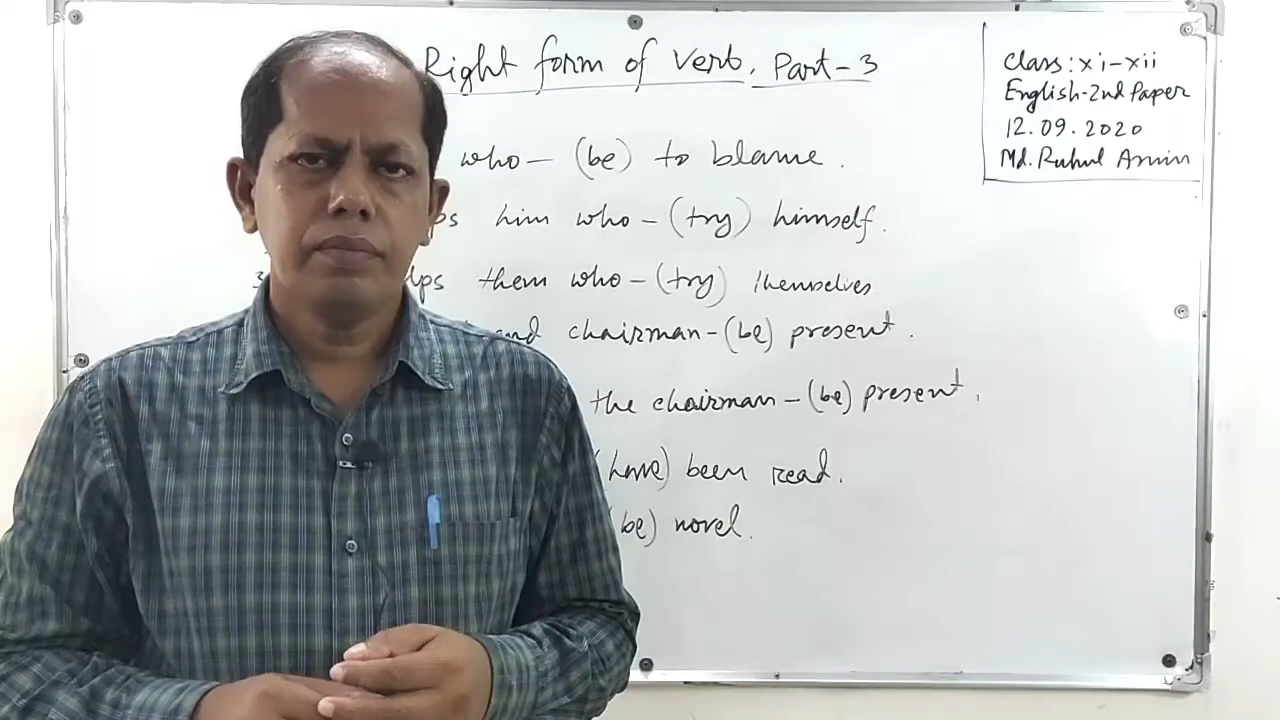 Right form of verb. Part-3
Class: xi-xii
English-2nd Paper
12.09.2020
Md. Ruhul Amin
who- (be) to blame.
ps him who-(try) himself.
3 lps them who-(try) themselves
and chairman-(be) present.
the chairman-(be) present.
(have) been read.
(be) novel.